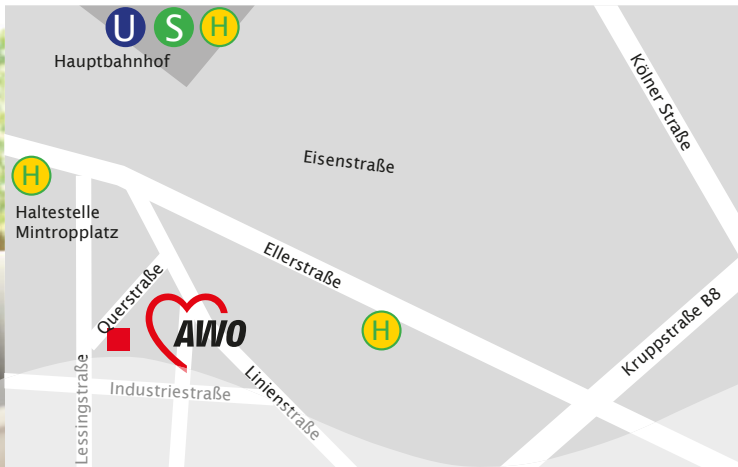 U S H
Hauptbahnhof
Kölner Straße
Eisenstraße
H
Haltestelle
Mintropplatz
Ellerstraße
Querstraße
AWO
H
Kruppstraße B8
Lessingstraße
Industriestraße
Linienstraße